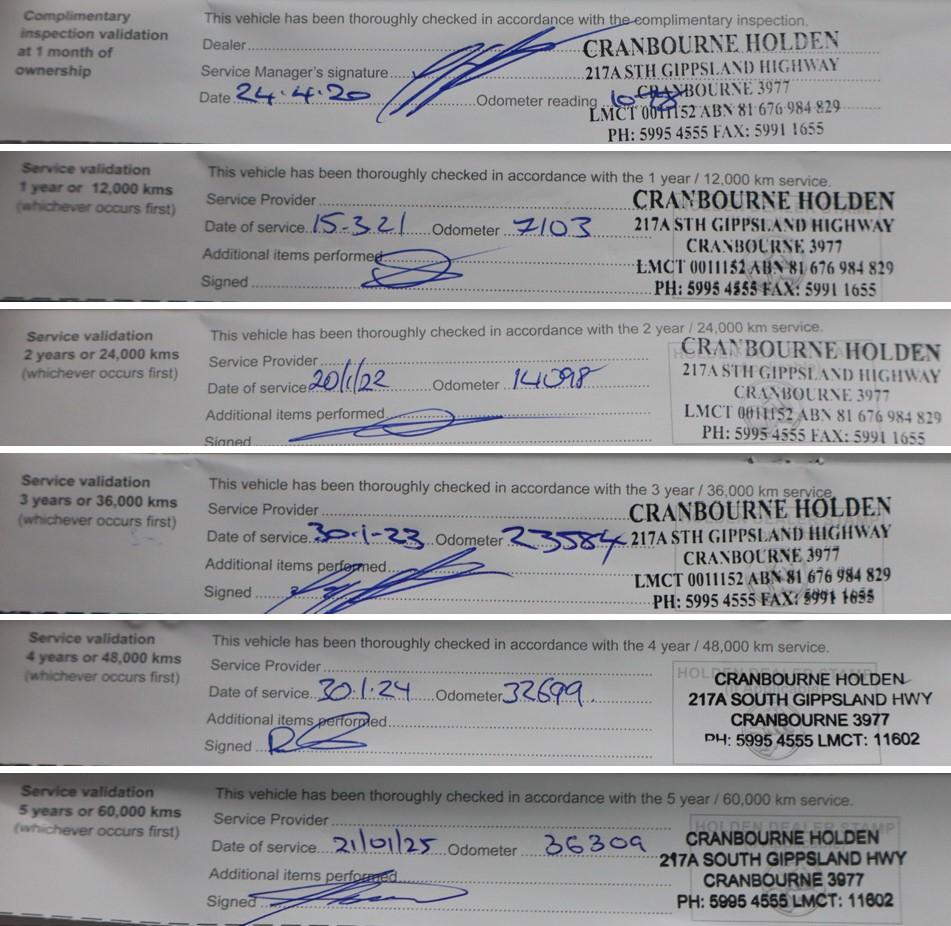 Complimentary inspection validation at 1 month of ownership
This vehicle has been thoroughly checked in accordance with the complimentary inspection.
Dealer
CRANBOURNE HOLDEN
217A STH GIPPSLAND HIGHWAY
CRANBOURNE 3977
LMCT 0011152 ABN 81 676 984 829
PH: 5995 4555 FAX: 5991 1655
Service Manager's signature
Date 24.4.20 Odometer reading
Service validation
1 year or 12,000 kms
(whichever occurs first)
This vehicle has been thoroughly checked in accordance with the 1 year / 12,000 km service.
Service Provider
Date of service 15-3.21 Odometer 7103
Additional items performed
Signed
CRANBOURNE HOLDEN
217A STH GIPPSLAND HIGHWAY
CRANBOURNE 3977
LMCT 0011152 ABN 81 676 984 829
PH: 5995 4555 FAX: 5991 1655
Service validation
2 years or 24,000 kms
(whichever occurs first)
This vehicle has been thoroughly checked in accordance with the 2 year / 24,000 km service.
Service Provider
Date of service 20/1/22 Odometer 14098
Additional items performed
Signed
CRANBOURNE HOLDEN
217A STH GIPPSLAND HIGHWAY
CRANBOURNE 3977
LMCT 0011152 ABN 81 676 984 829
PH: 5995 4555 FAX: 5991 1655
Service validation
3 years or 36,000 kms
(whichever occurs first)
This vehicle has been thoroughly checked in accordance with the 3 year / 36,000 km service.
Service Provider
Date of service 30-1-23 Odometer 23584
Additional items performed
Signed
CRANBOURNE HOLDEN
217A STH GIPPSLAND HIGHWAY
CRANBOURNE 3977
LMCT 0011152 ABN 81 676 984 829
PH: 5995 4555 FAX: 5991 1655
Service validation
4 years or 48,000 kms
(whichever occurs first)
This vehicle has been thoroughly checked in accordance with the 4 year / 48,000 km service.
Service Provider
Date of service 30.1.24 Odometer 32699
Additional items performed
Signed
HOLDEN DEALER STAMP
(If Applicable)
CRANBOURNE HOLDEN
217A SOUTH GIPPSLAND HWY
CRANBOURNE 3977
PH: 5995 4555 LMCT: 11602
Service validation
5 years or 60,000 kms
(whichever occurs first)
This vehicle has been thoroughly checked in accordance with the 5 year / 60,000 km service.
Service Provider
Date of service 21/01/25 Odometer 36309
Additional items performed
Signed
HOLDEN DEALER STAMP
CRANBOURNE HOLDEN
217A SOUTH GIPPSLAND HWY
CRANBOURNE 3977
PH: 5995 4555 LMCT: 11602